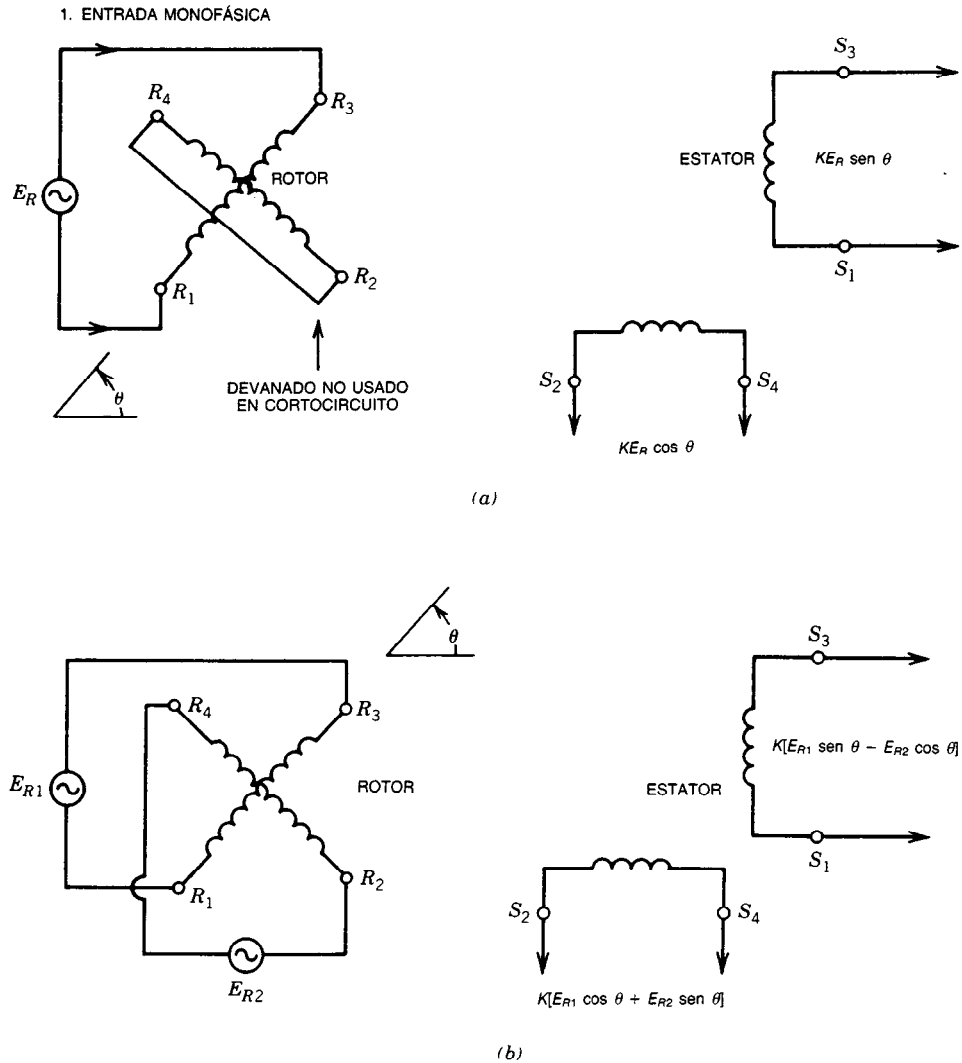 1. ENTRADA MONOFÁSICA
S₃
R₄
R₃
ESTATOR
KE_R sen θ
ROTOR
E_R
S₁
R₂
R₁
S₂
S₄
θ
DEVANADO NO USADO
EN CORTOCIRCUITO
KE_R cos θ
(a)
θ
S₃
R₄
R₃
K[E_R1 sen θ − E_R2 cos θ]
E_R1
ROTOR
ESTATOR
S₁
R₂
R₁
S₂
S₄
E_R2
K[E_R1 cos θ + E_R2 sen θ]
(b)